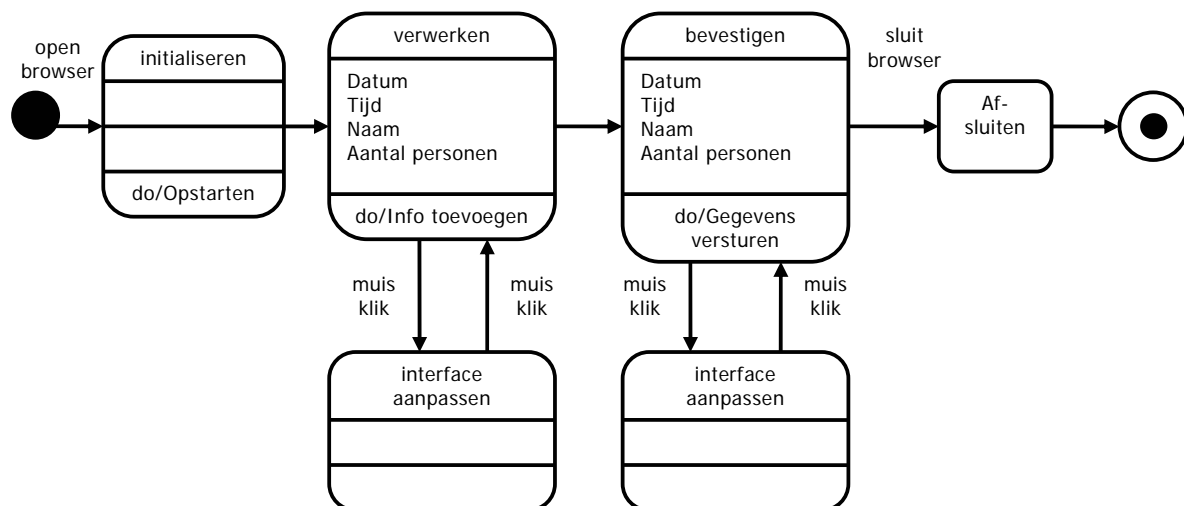 open
browser
initialiseren
do/Opstarten
verwerken
Datum
Tijd
Naam
Aantal personen
do/Info toevoegen
bevestigen
Datum
Tijd
Naam
Aantal personen
do/Gegevens
versturen
sluit
browser
Af-
sluiten
muis
klik
muis
klik
muis
klik
muis
klik
interface
aanpassen
interface
aanpassen